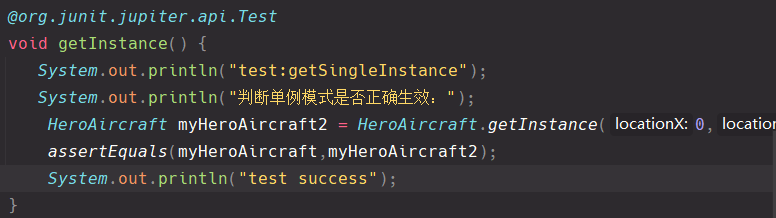 @org.junit.jupiter.api.Test
void getInstance() {
System.out.println("test:getSingleInstance");
System.out.println("判断单例模式是否正确生效：");
HeroAircraft myHeroAircraft2 = HeroAircraft.getInstance( locationX: 0, location
assertEquals(myHeroAircraft,myHeroAircraft2);
System.out.println("test success");
}